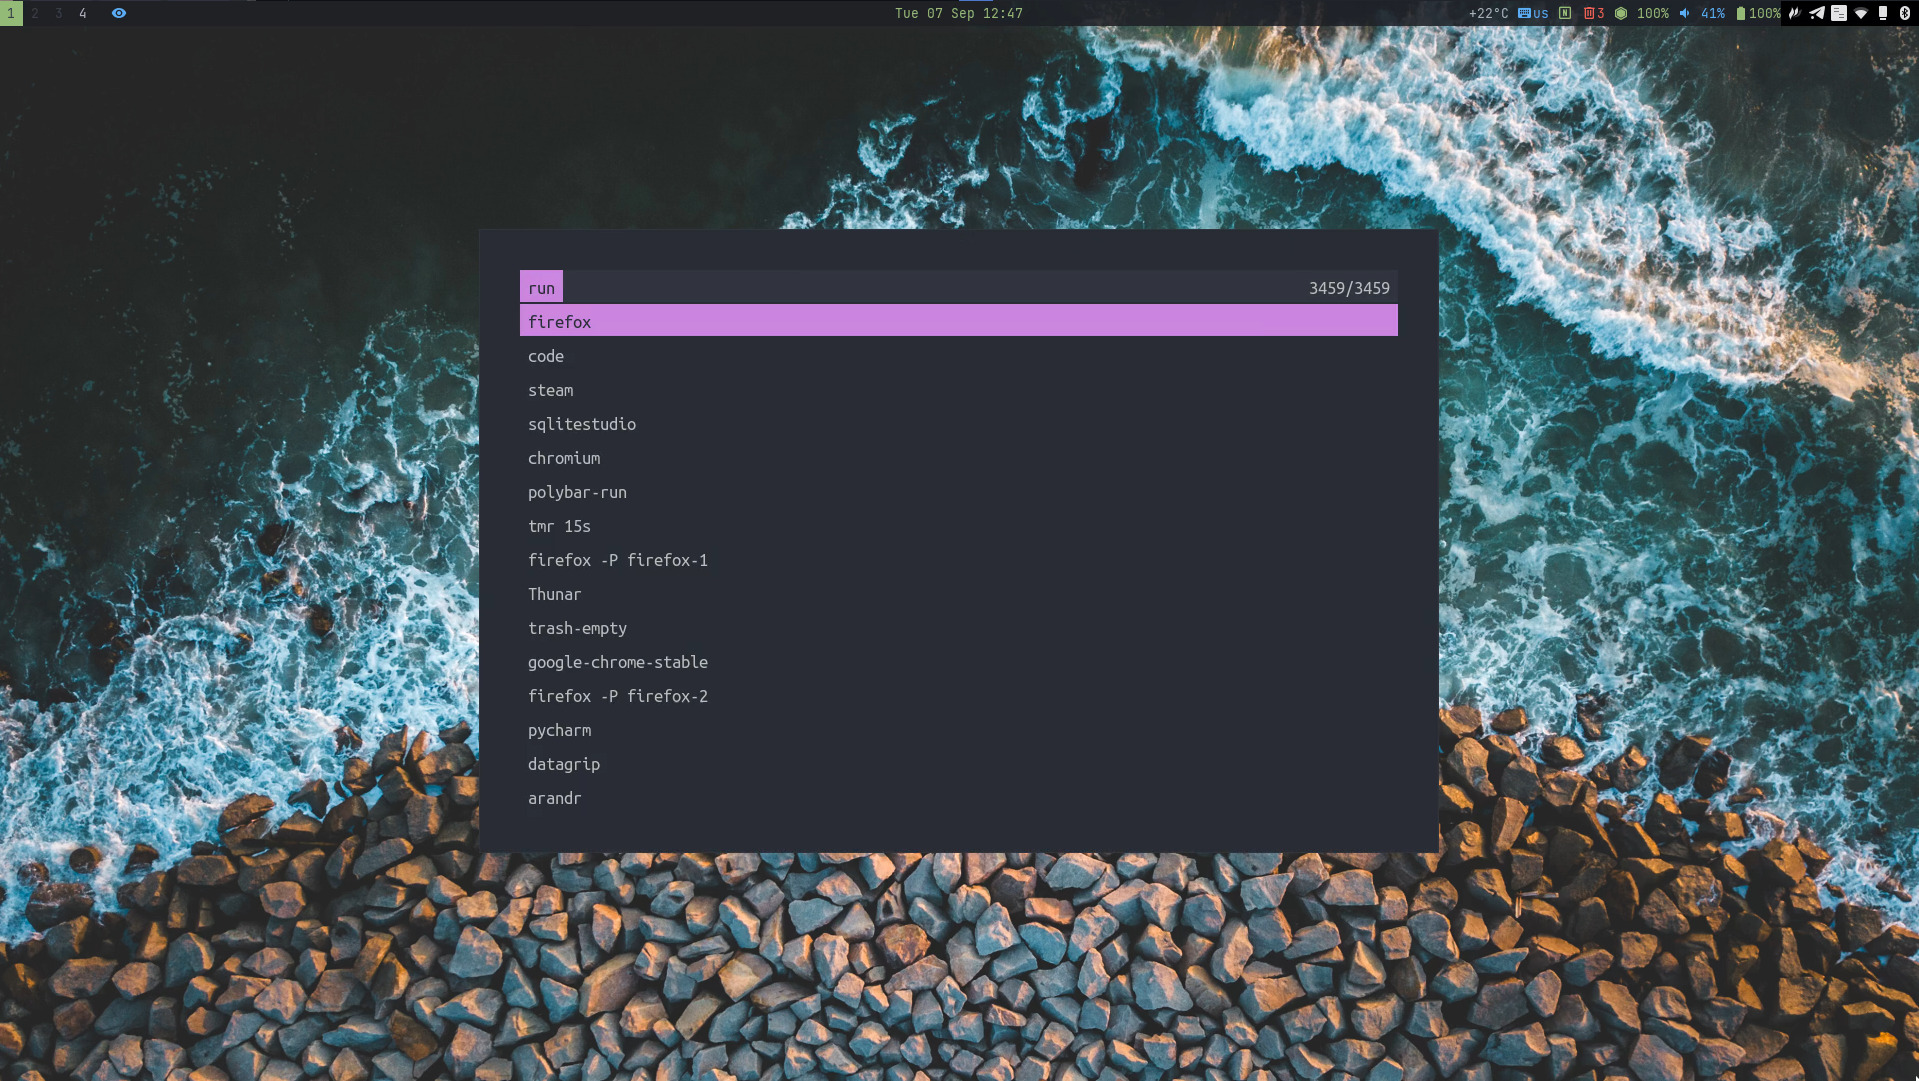 1 2 3 4 Tue 07 Sep 12:47 +22°C us N 3 100% 41% 100%
run 3459/3459
firefox
code
steam
sqlitestudio
chromium
polybar-run
tmr 15s
firefox -P firefox-1
Thunar
trash-empty
google-chrome-stable
firefox -P firefox-2
pycharm
datagrip
arandr